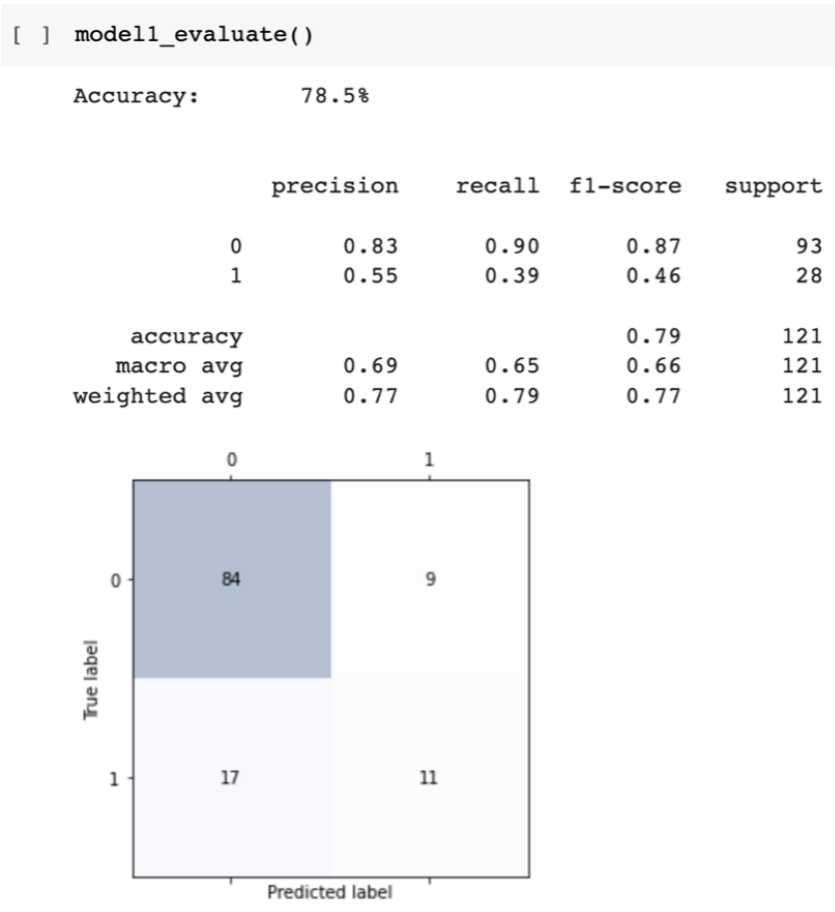 [ ] model1_evaluate()
Accuracy: 78.5%
precision recall f1-score support
0 0.83 0.90 0.87 93
1 0.55 0.39 0.46 28
accuracy 0.79 121
macro avg 0.69 0.65 0.66 121
weighted avg 0.77 0.79 0.77 121
0 1
0 84 9
True label
1 17 11
Predicted label